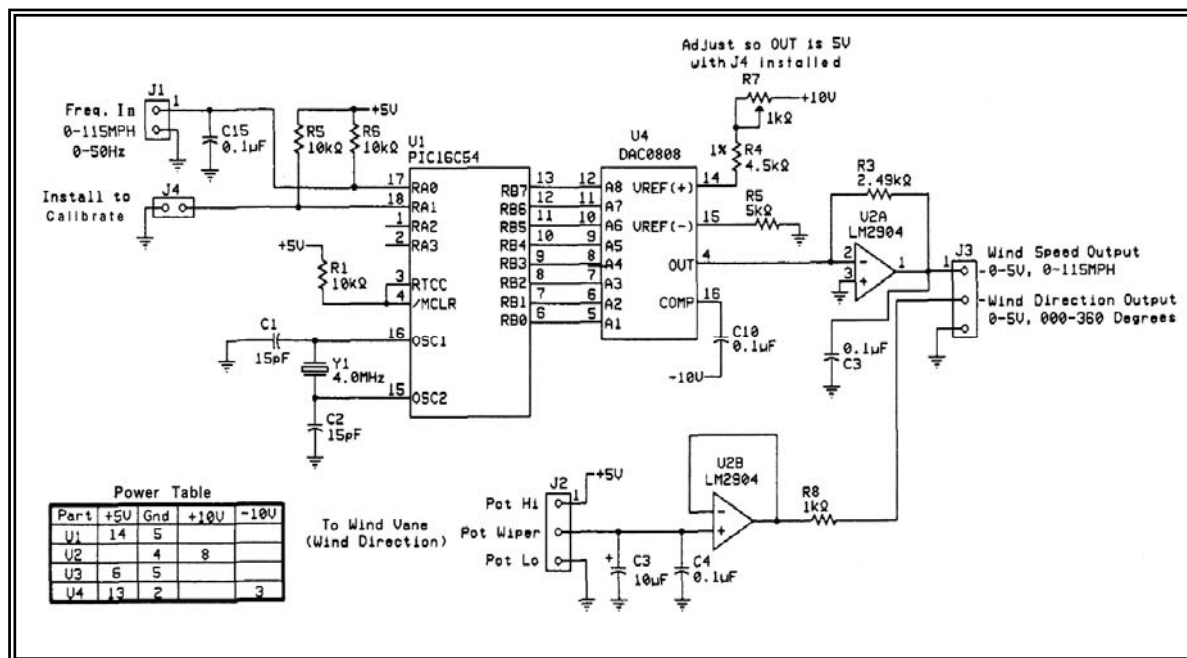 Adjust so OUT is 5V
with J4 installed
R7
+10V
1kΩ
J1
1
Freq. In
0-115MPH
0-50Hz
C15
0.1µF
+5V
R5
10kΩ
R6
10kΩ
U1
PIC16C54
U4
DAC0808
1%
R4
4.5kΩ
R3
2.49kΩ
Install to
Calibrate
J4
17 RA0
18 RA1
1 RA2
2 RA3
3 RTCC
4 /MCLR
16 OSC1
15 OSC2
RB7 13 12 A8
RB6 12 11 A7
RB5 11 10 A6
RB4 10 9 A5
RB3 9 8 A4
RB2 8 7 A3
RB1 7 6 A2
RB0 6 5 A1
VREF(+) 14
VREF(-) 15
OUT 4
COMP 16
R5
5kΩ
U2A
LM2904
2 -
3 +
1
J3
1
Wind Speed Output
-0-5V, 0-115MPH
-Wind Direction Output
0-5V, 000-360 Degrees
+5V
R1
10kΩ
C1
15pF
Y1
4.0MHz
C2
15pF
C10
0.1µF
-10V
0.1µF
C3
U2B
LM2904
-
+
R8
1kΩ
J2
1
+5V
Pot Hi
Pot Wiper
Pot Lo
To Wind Vane
(Wind Direction)
+
C3
10µF
C4
0.1µF
Power Table
Part +5V Gnd +10V -10V
U1 14 5
U2 4 8
U3 6 5
U4 13 2 3